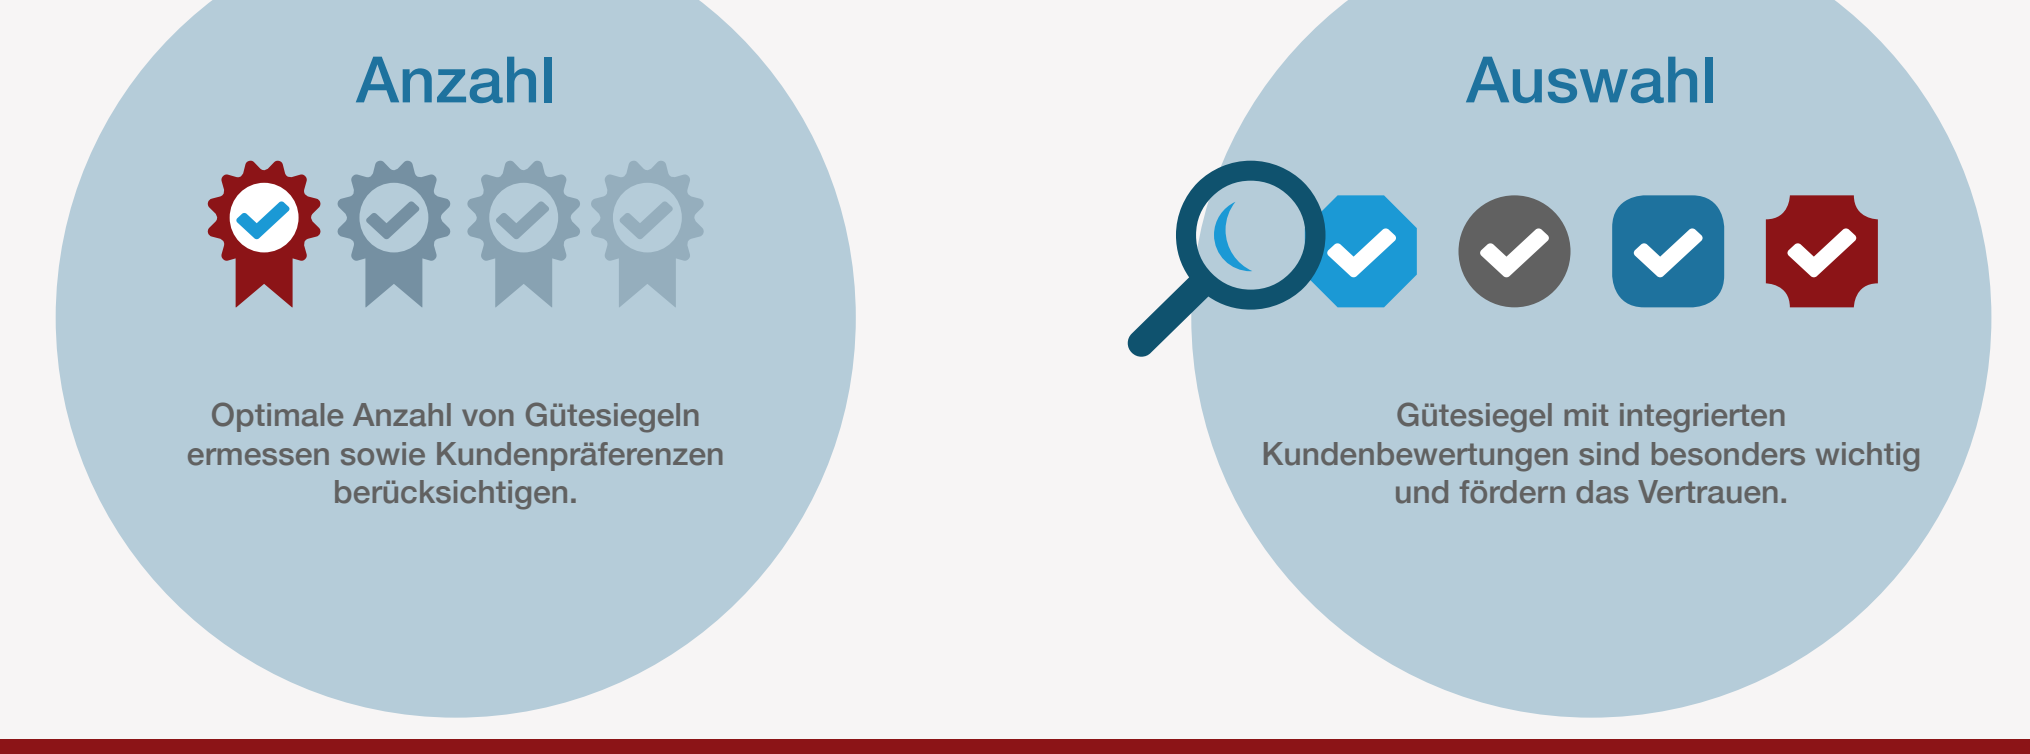 Anzahl
Optimale Anzahl von Gütesiegeln
ermessen sowie Kundenpräferenzen
berücksichtigen.
Auswahl
Gütesiegel mit integrierten
Kundenbewertungen sind besonders wichtig
und fördern das Vertrauen.